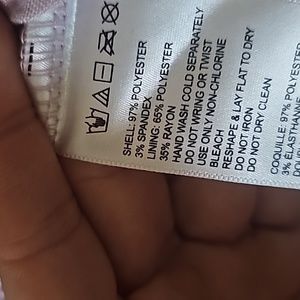 SHELL: 97% POLYESTER
3% SPANDEX
LINING: 65% POLYESTER
35% RAYON
HAND WASH COLD SEPARATELY
DO NOT WRING OR TWIST
USE ONLY NON-CHLORINE
BLEACH
RESHAPE & LAY FLAT TO DRY
DO NOT IRON
DO NOT DRY CLEAN
COQUILLE: 97% P
3% ÉLASTHAN